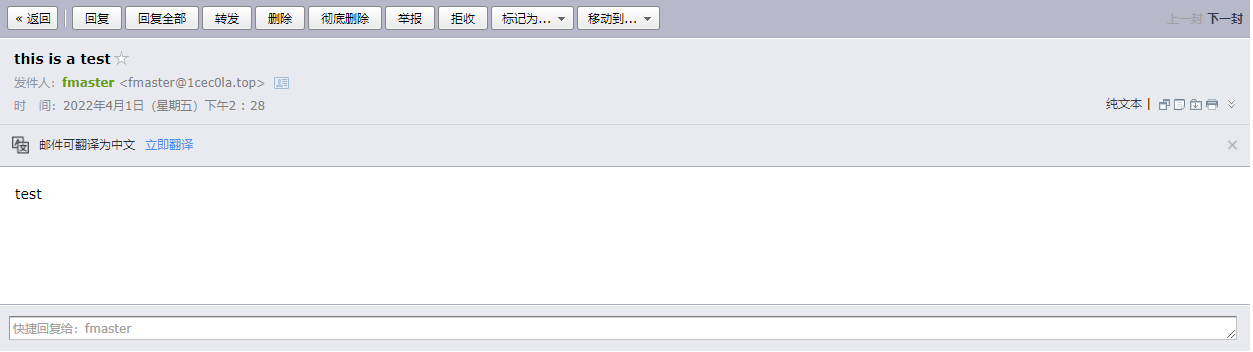 « 返回 回复 回复全部 转发 删除 彻底删除 举报 拒收 标记为... 移动到... 上一封 下一封
this is a test
发件人：fmaster <fmaster@1cec0la.top>
时 间：2022年4月1日（星期五）下午2：28
纯文本 |
邮件可翻译为中文 立即翻译
test
快捷回复给：fmaster